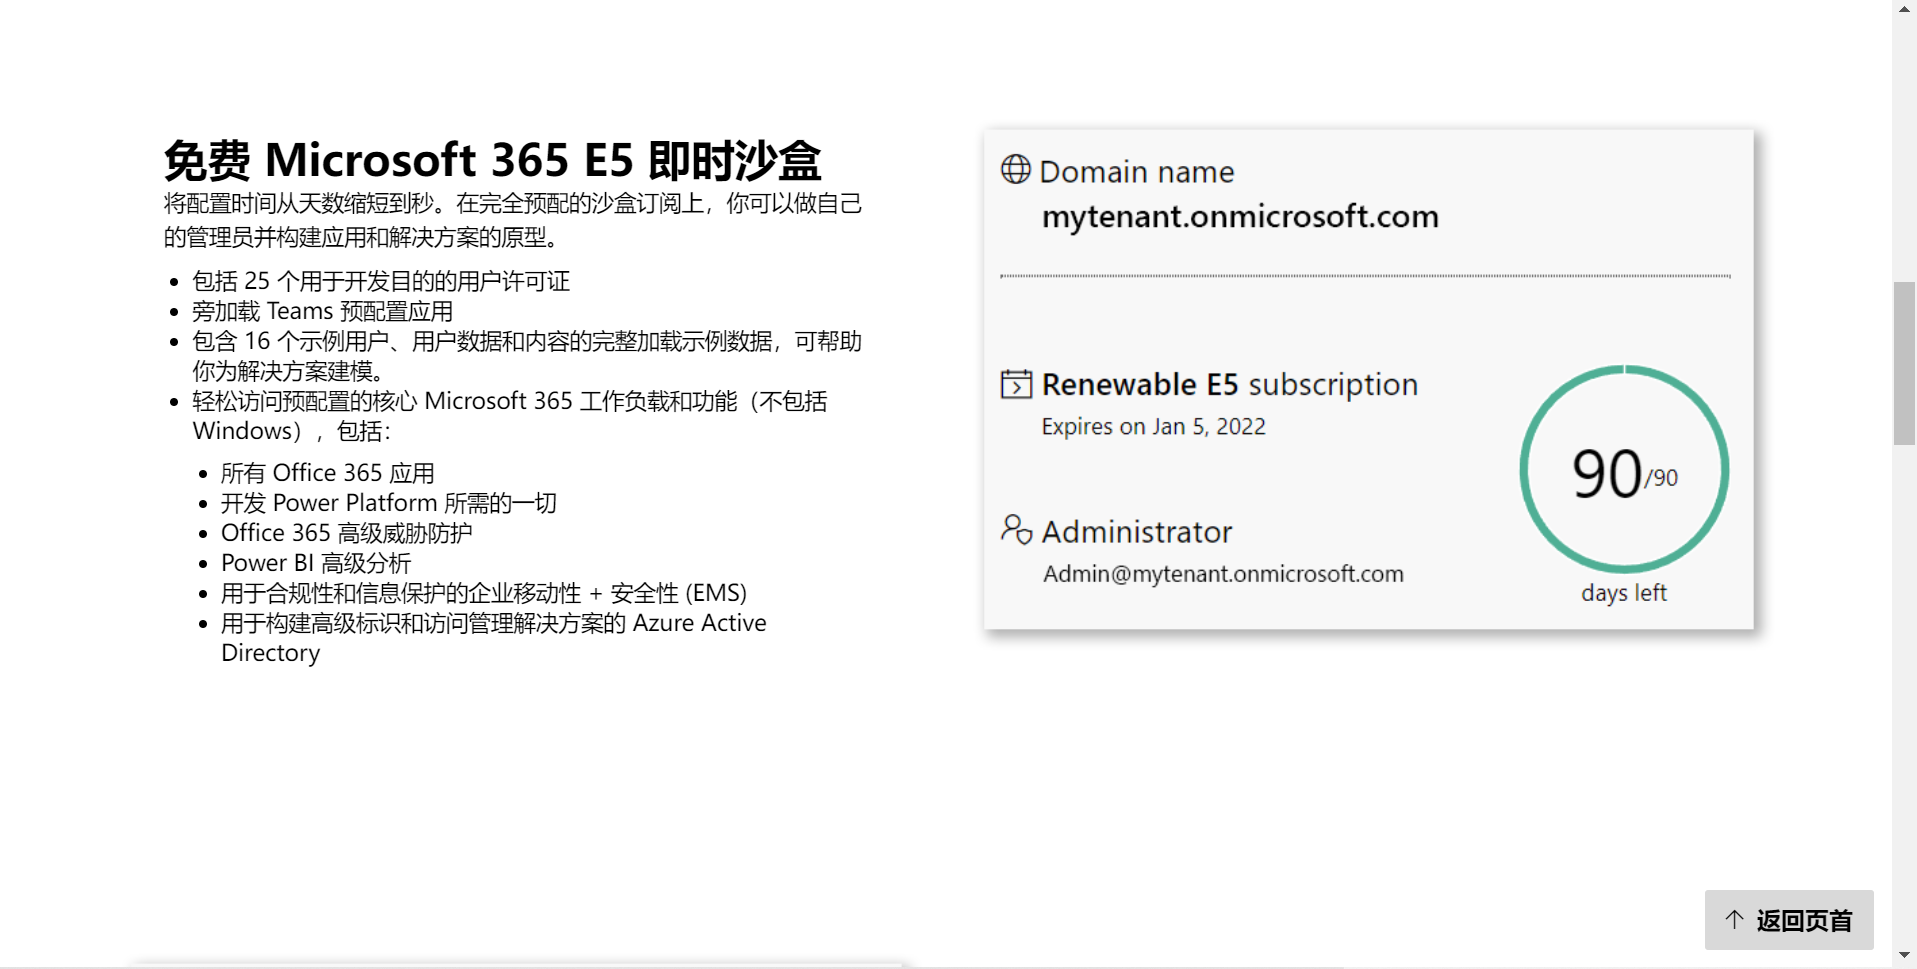 免费 Microsoft 365 E5 即时沙盒
将配置时间从天数缩短到秒。在完全预配的沙盒订阅上，你可以做自己
的管理员并构建应用和解决方案的原型。
包括 25 个用于开发目的的用户许可证
旁加载 Teams 预配置应用
包含 16 个示例用户、用户数据和内容的完整加载示例数据，可帮助
你为解决方案建模。
轻松访问预配置的核心 Microsoft 365 工作负载和功能（不包括
Windows），包括：
所有 Office 365 应用
开发 Power Platform 所需的一切
Office 365 高级威胁防护
Power BI 高级分析
用于合规性和信息保护的企业移动性 + 安全性 (EMS)
用于构建高级标识和访问管理解决方案的 Azure Active
Directory
Domain name
mytenant.onmicrosoft.com
Renewable E5 subscription
Expires on Jan 5, 2022
90/90
days left
Administrator
Admin@mytenant.onmicrosoft.com
返回页首